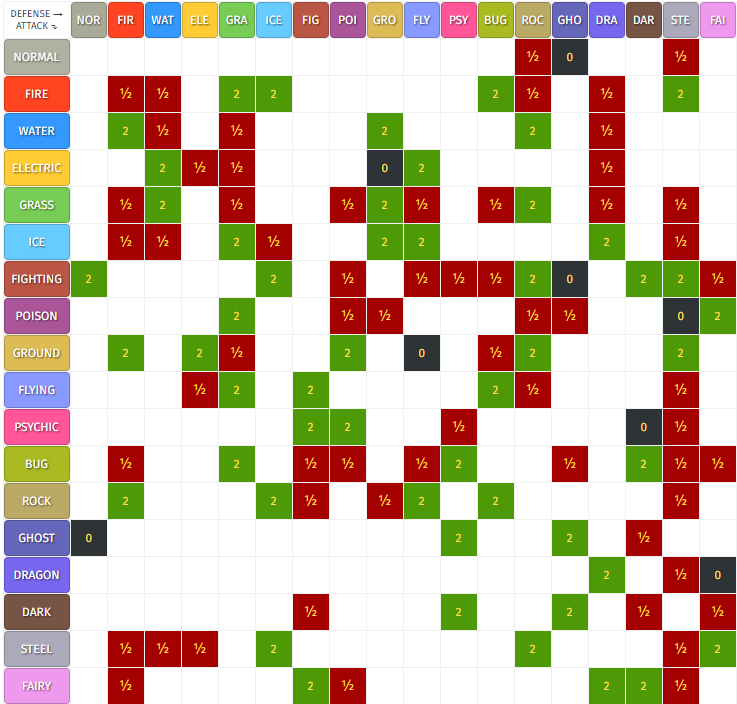 DEFENSE → NOR FIR WAT ELE GRA ICE FIG POI GRO FLY PSY BUG ROC GHO DRA DAR STE FAI
ATTACK ⤵
NORMAL ½ 0 ½
FIRE ½ ½ 2 2 2 ½ ½ 2
WATER 2 ½ ½ 2 2 ½
ELECTRIC 2 ½ ½ 0 2 ½
GRASS ½ 2 ½ ½ 2 ½ ½ 2 ½ ½
ICE ½ ½ 2 ½ 2 2 2 ½
FIGHTING 2 2 ½ ½ ½ ½ 2 0 2 2 ½
POISON 2 ½ ½ ½ ½ 0 2
GROUND 2 2 ½ 2 0 ½ 2 2
FLYING ½ 2 2 2 ½ ½
PSYCHIC 2 2 ½ 0 ½
BUG ½ 2 ½ ½ ½ 2 ½ 2 ½ ½
ROCK 2 2 ½ ½ 2 2 ½
GHOST 0 2 2 ½
DRAGON 2 ½ 0
DARK ½ 2 2 ½ ½
STEEL ½ ½ ½ 2 2 ½ 2
FAIRY ½ 2 ½ 2 2 ½